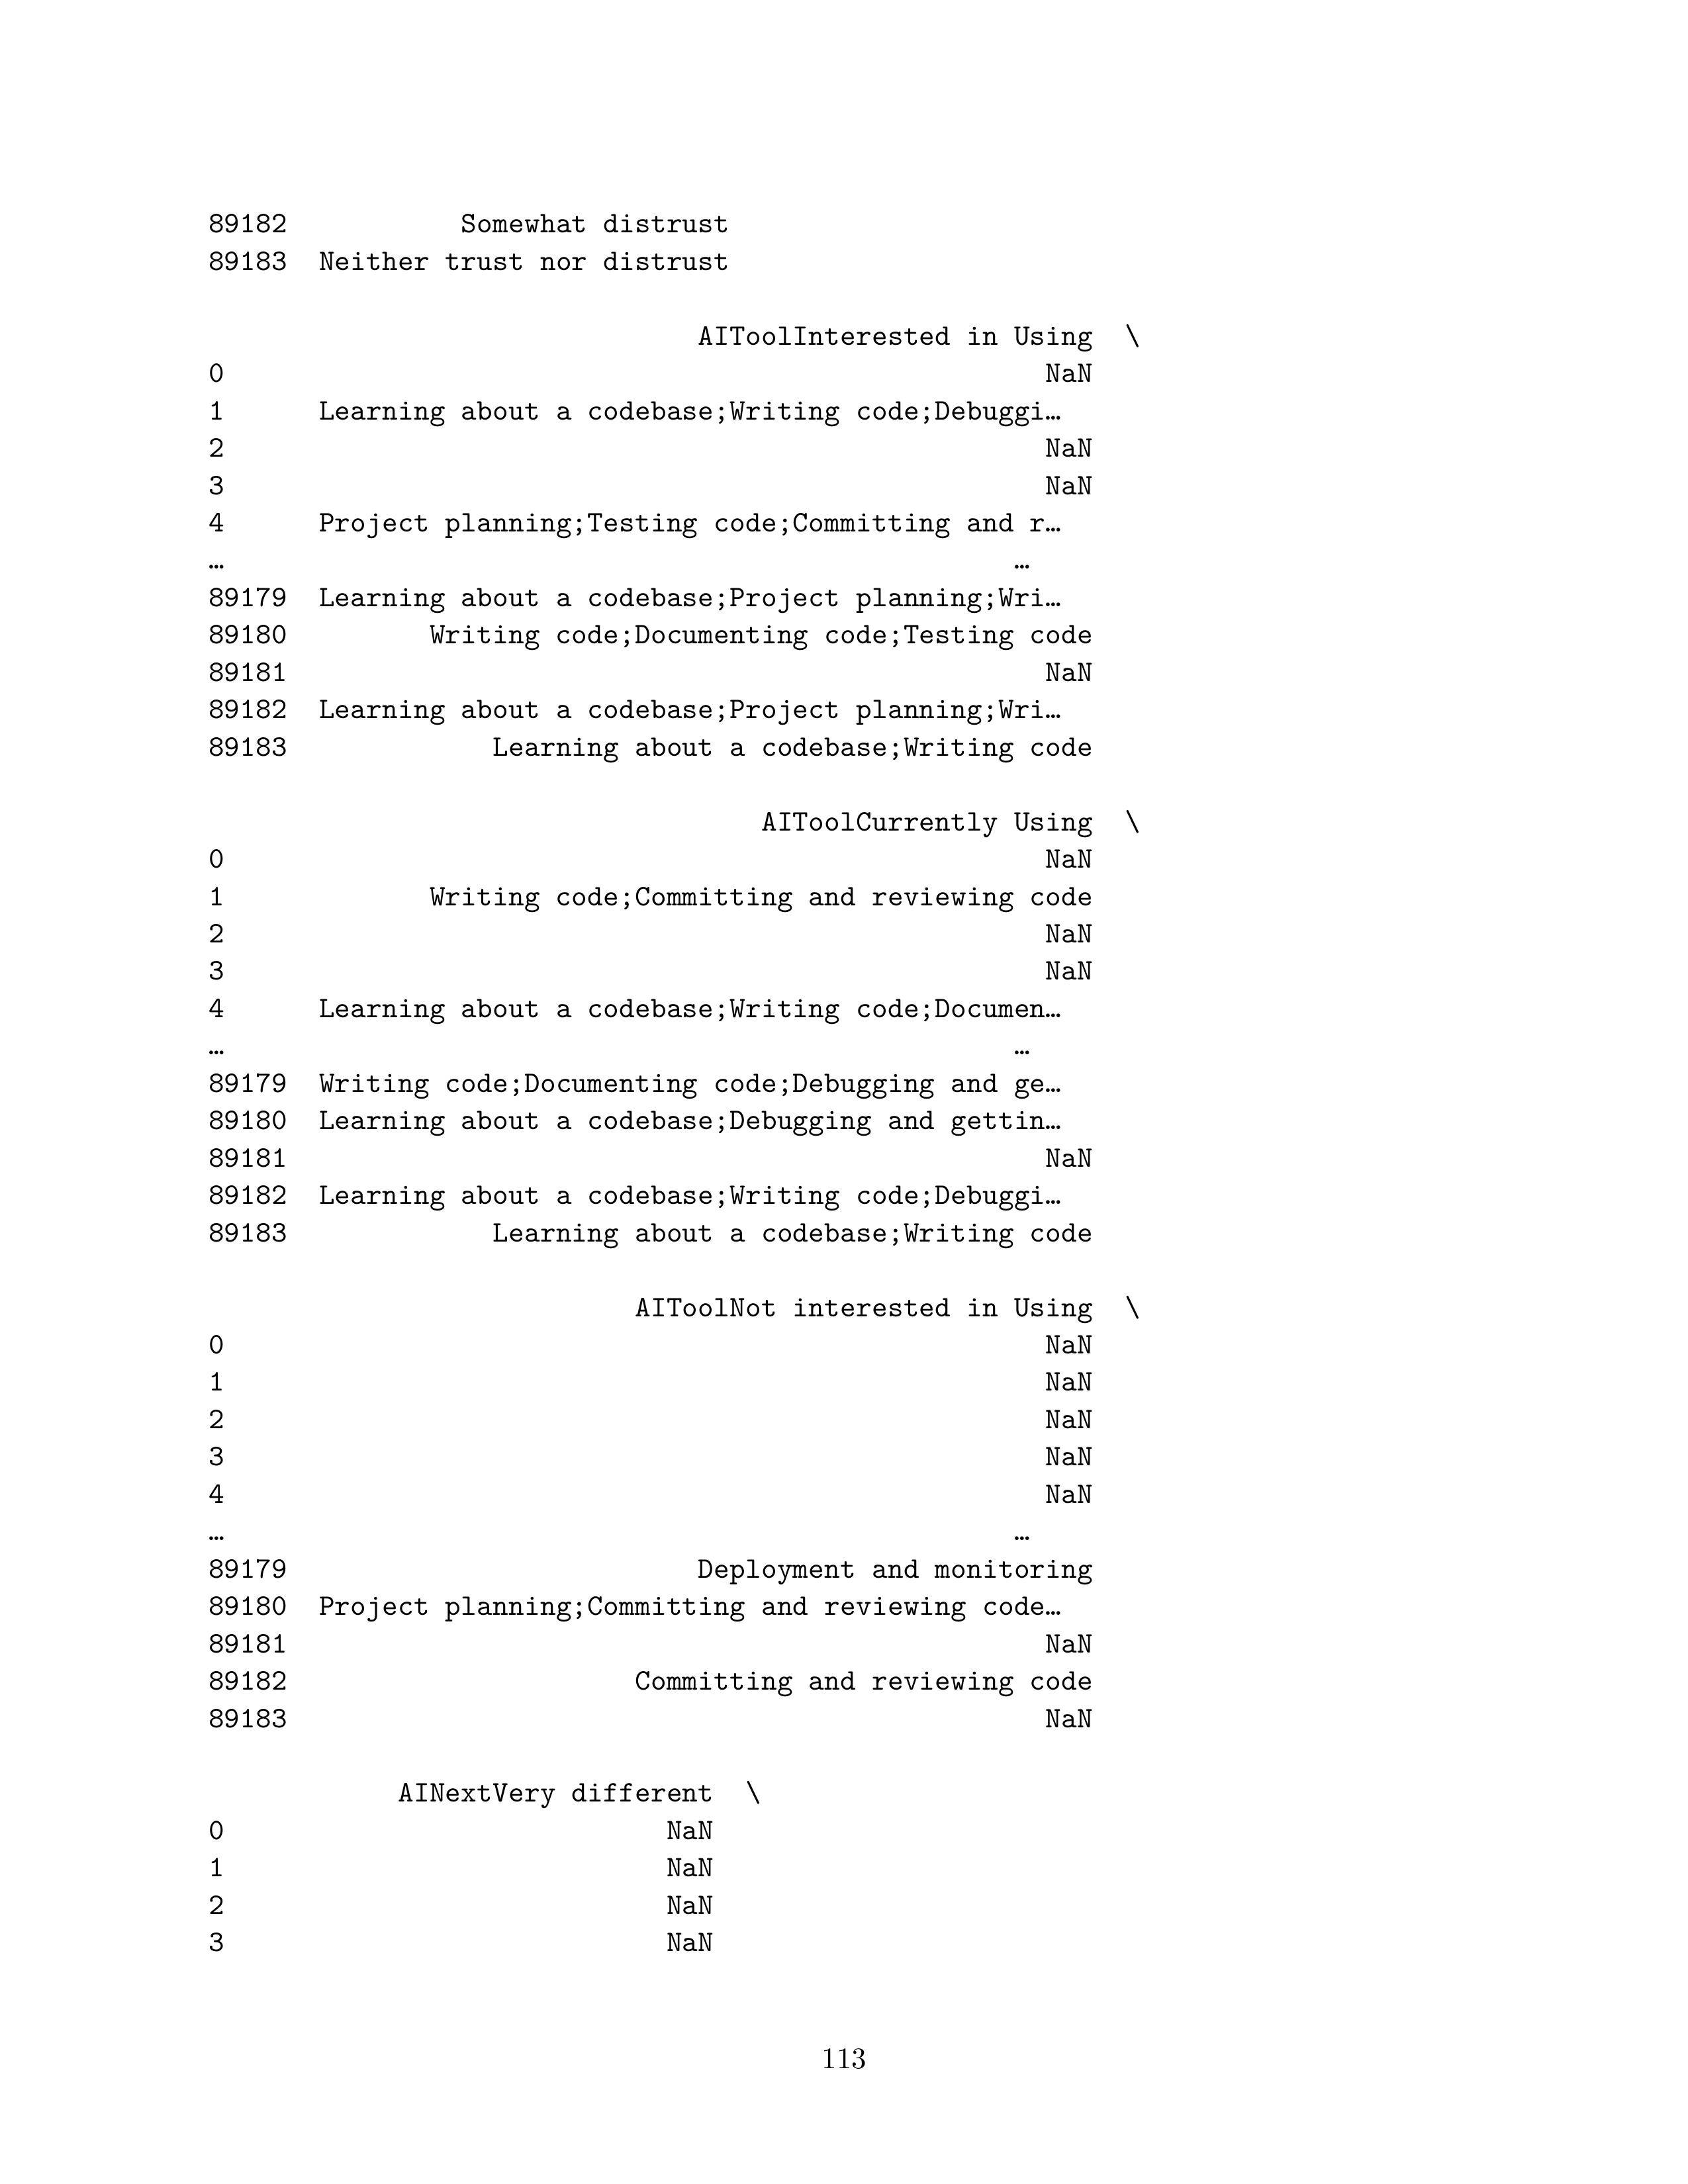 89182           Somewhat distrust
89183  Neither trust nor distrust
                        AIToolInterested in Using  \
0                                                    NaN
1      Learning about a codebase;Writing code;Debuggi…
2                                                    NaN
3                                                    NaN
4      Project planning;Testing code;Committing and r…
…                                                  …
89179  Learning about a codebase;Project planning;Wri…
89180         Writing code;Documenting code;Testing code
89181                                                NaN
89182  Learning about a codebase;Project planning;Wri…
89183             Learning about a codebase;Writing code
                            AIToolCurrently Using  \
0                                                    NaN
1             Writing code;Committing and reviewing code
2                                                    NaN
3                                                    NaN
4      Learning about a codebase;Writing code;Documen…
…                                                  …
89179  Writing code;Documenting code;Debugging and ge…
89180  Learning about a codebase;Debugging and gettin…
89181                                                NaN
89182  Learning about a codebase;Writing code;Debuggi…
89183             Learning about a codebase;Writing code
                    AIToolNot interested in Using  \
0                                                    NaN
1                                                    NaN
2                                                    NaN
3                                                    NaN
4                                                    NaN
…                                                  …
89179                          Deployment and monitoring
89180  Project planning;Committing and reviewing code…
89181                                                NaN
89182                      Committing and reviewing code
89183                                                NaN
            AINextVery different  \
0                            NaN
1                            NaN
2                            NaN
3                            NaN
113